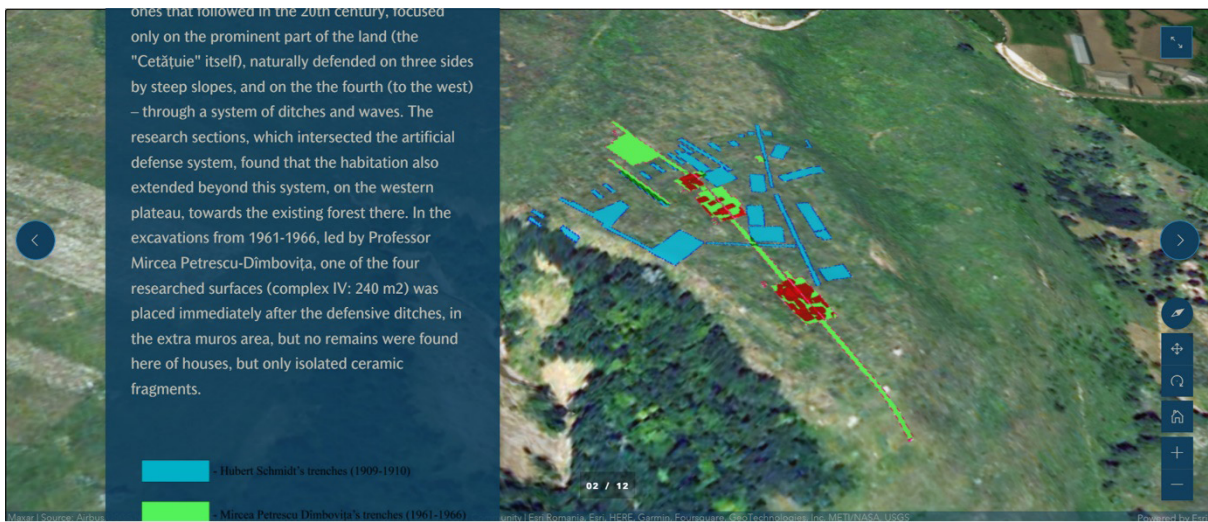 ones that followed in the 20th century, focused
only on the prominent part of the land (the
"Cetățuie" itself), naturally defended on three sides
by steep slopes, and on the the fourth (to the west)
– through a system of ditches and waves. The
research sections, which intersected the artificial
defense system, found that the habitation also
extended beyond this system, on the western
plateau, towards the existing forest there. In the
excavations from 1961-1966, led by Professor
Mircea Petrescu-Dîmbovița, one of the four
researched surfaces (complex IV: 240 m2) was
placed immediately after the defensive ditches, in
the extra muros area, but no remains were found
here of houses, but only isolated ceramic
fragments.
- Hubert Schmidt's trenches (1909-1910)
02 / 12
- Mircea Petrescu Dîmbovița's trenches (1961-1966)
Maxar | Source: Airbus
unity | Esri Romania, Esri, HERE, Garmin, Foursquare, GeoTechnologies, Inc, METI/NASA, USGS
Powered by Esri